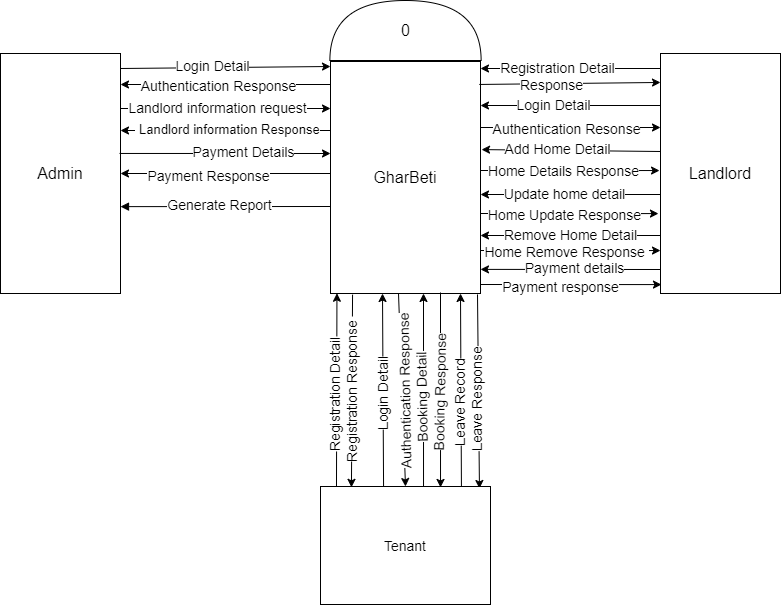 0
Login Detail
Authentication Response
Landlord information request
Landlord information Response
Payment Details
Payment Response
Generate Report
Admin
GharBeti
Landlord
Registration Detail
Response
Login Detail
Authentication Resonse
Add Home Detail
Home Details Response
Update home detail
Home Update Response
Remove Home Detail
Home Remove Response
Payment details
Payment response
Registration Detail
Registration Response
Login Detail
Authentication Response
Booking Detail
Booking Response
Leave Record
Leave Response
Tenant